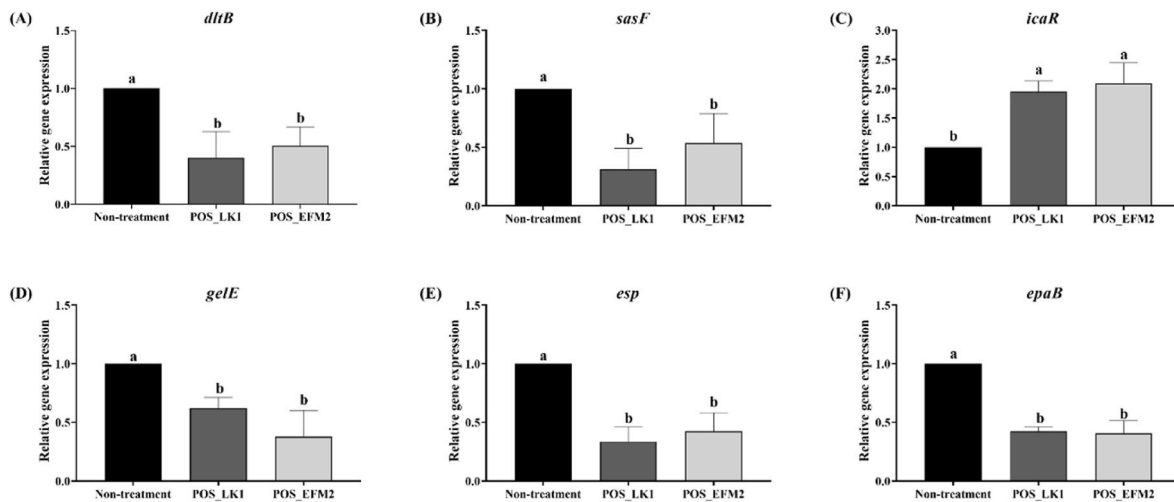 (A)
dltB
Relative gene expression
1.5
1.0
0.5
0.0
a
b
b
Non-treatment POS_LK1 POS_EFM2
(B)
sasF
Relative gene expression
1.5
1.0
0.5
0.0
a
b
b
Non-treatment POS_LK1 POS_EFM2
(C)
icaR
Relative gene expression
3.0
2.5
2.0
1.5
1.0
0.5
0.0
b
a
a
Non-treatment POS_LK1 POS_EFM2
(D)
gelE
Relative gene expression
1.5
1.0
0.5
0.0
a
b
b
Non-treatment POS_LK1 POS_EFM2
(E)
esp
Relative gene expression
1.5
1.0
0.5
0.0
a
b
b
Non-treatment POS_LK1 POS_EFM2
(F)
epaB
Relative gene expression
1.5
1.0
0.5
0.0
a
b
b
Non-treatment POS_LK1 POS_EFM2